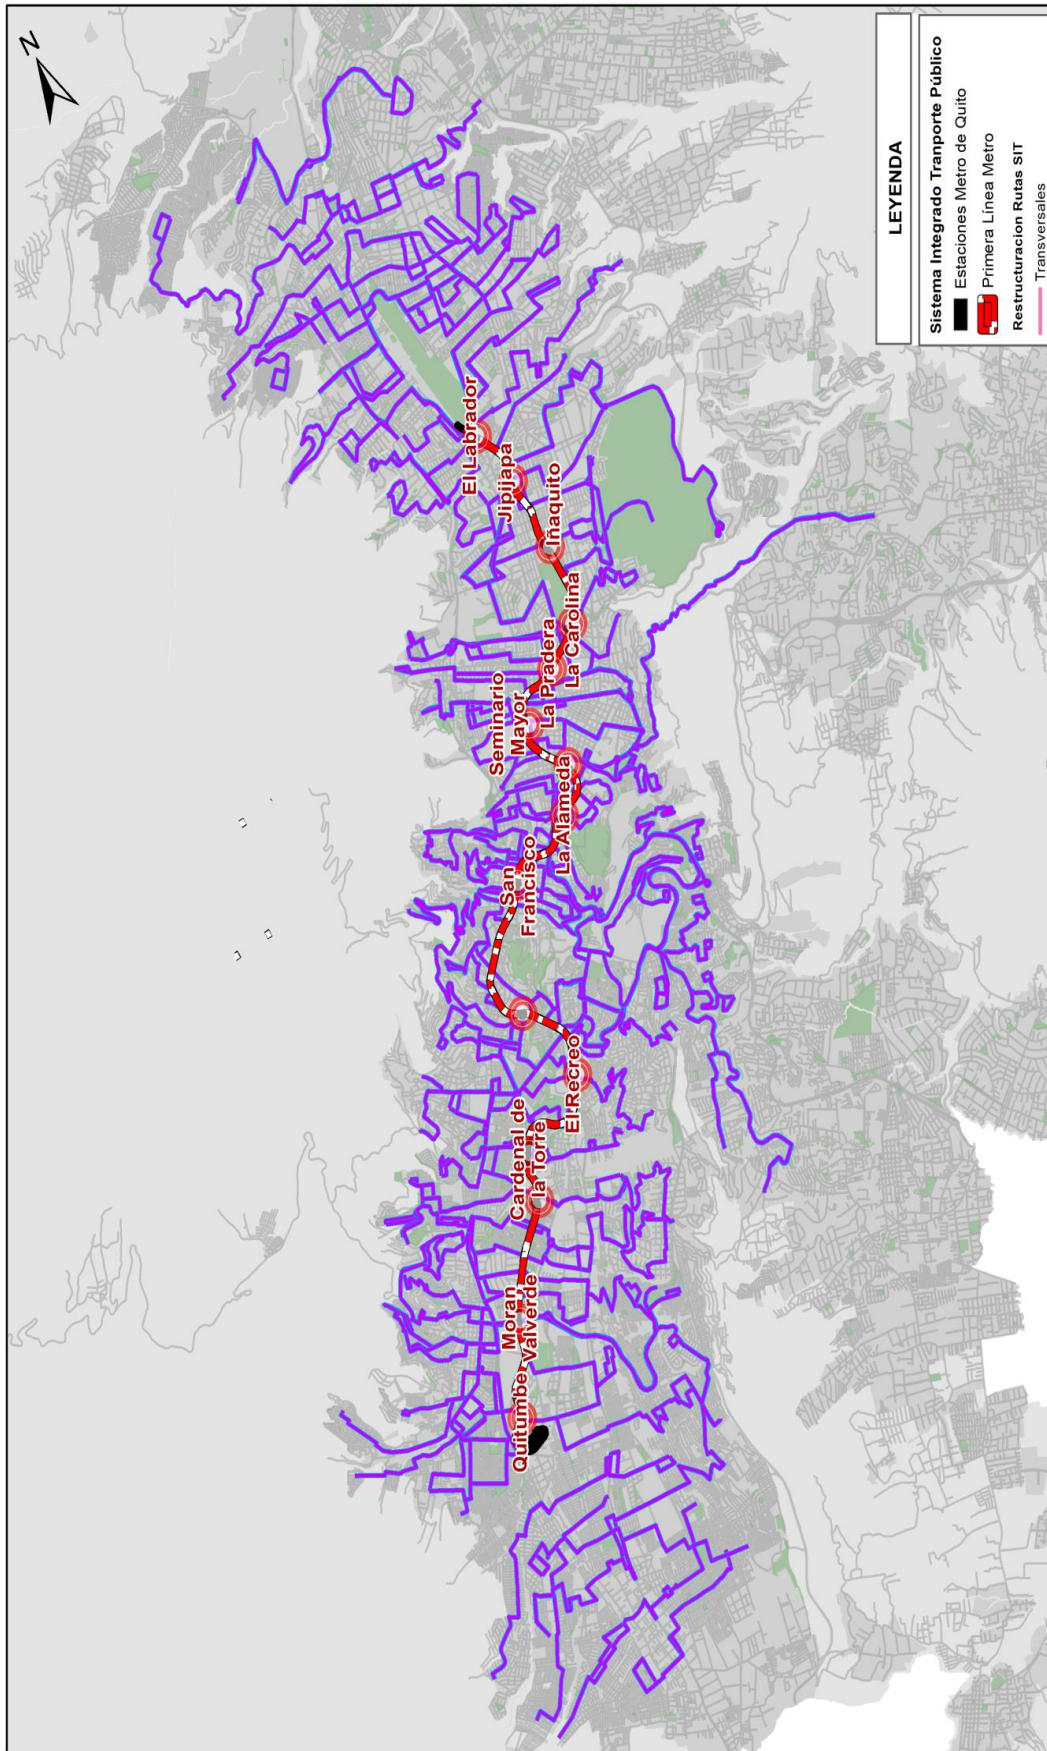 N
LEYENDA
Sistema Integrado Tranporte Público
Estaciones Metro de Quito
Primera Línea Metro
Restructuracion Rutas SIT
Transversales
El Labrador
Jipijapa
Iñaquito
La Carolina
La Pradera
Seminario
Mayor
La Alameda
San
Francisco
El Recreo
Cardenal de
la Torre
Moran
Valverde
Quitumbe